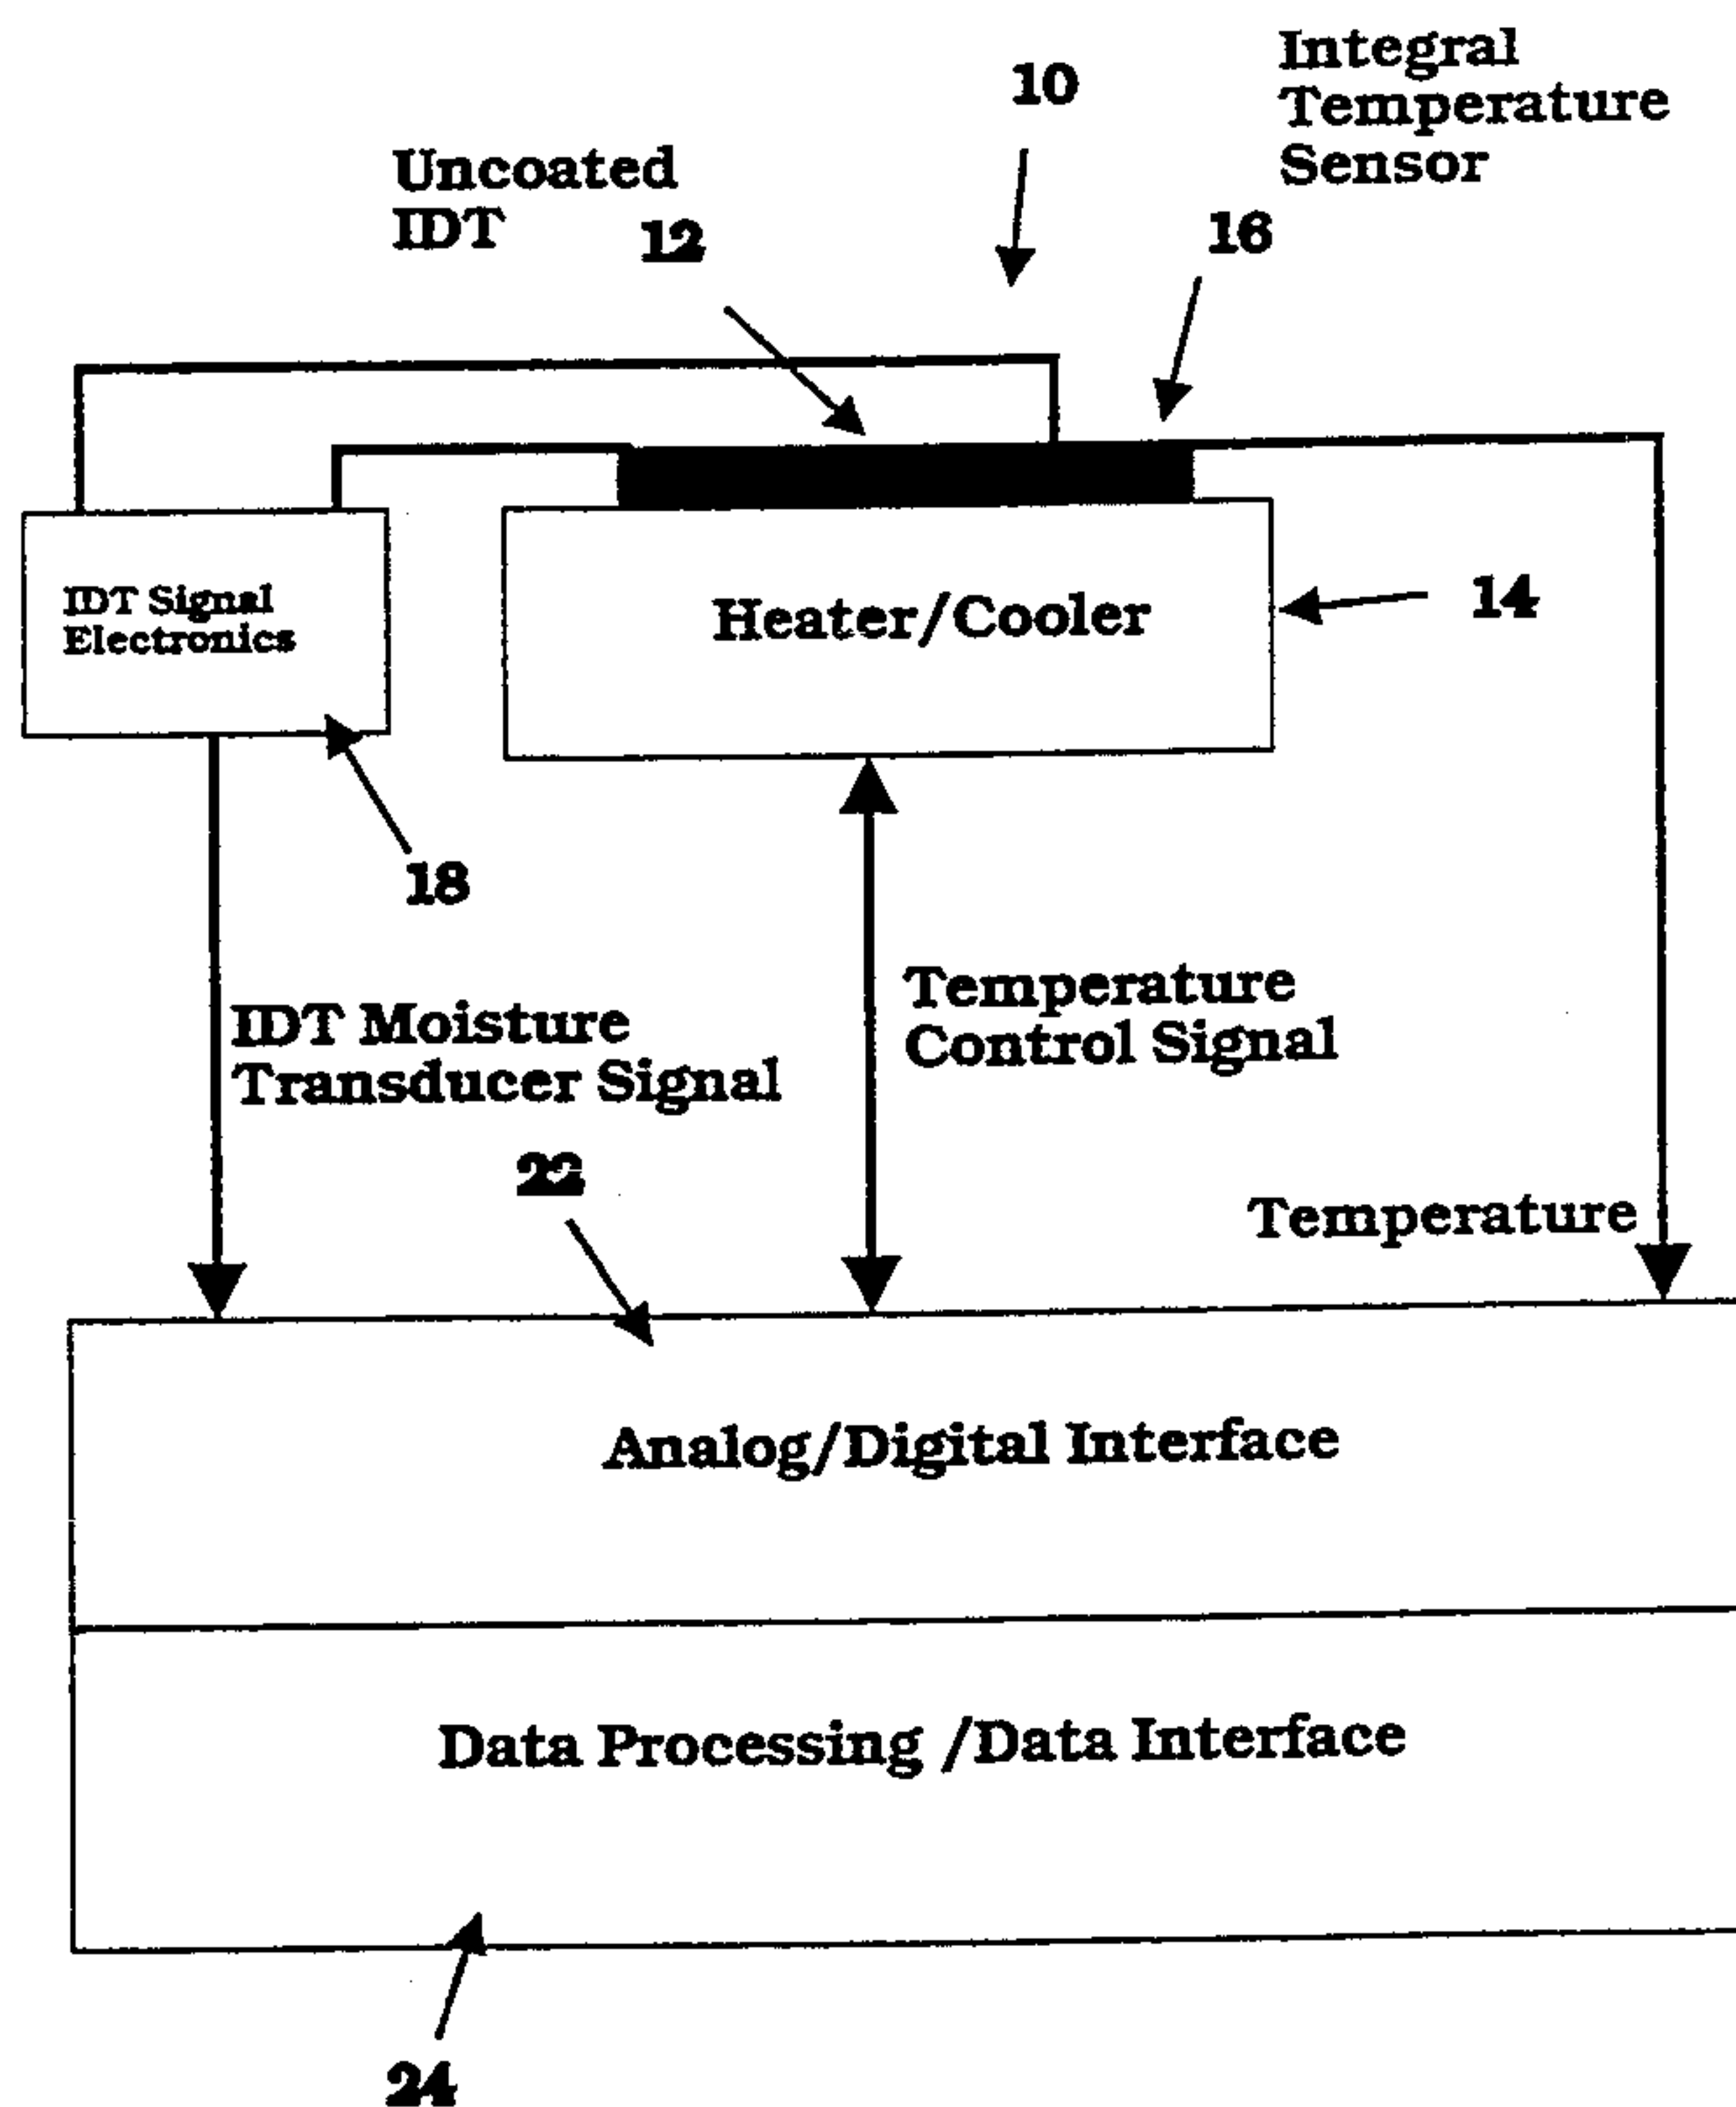 10
Integral
Temperature
Sensor
16
Uncoated
IDT 12
IDT Signal
Electronics
Heater/Cooler
14
18
IDT Moisture
Transducer Signal
Temperature
Control Signal
22
Temperature
Analog/Digital Interface
Data Processing /Data Interface
24